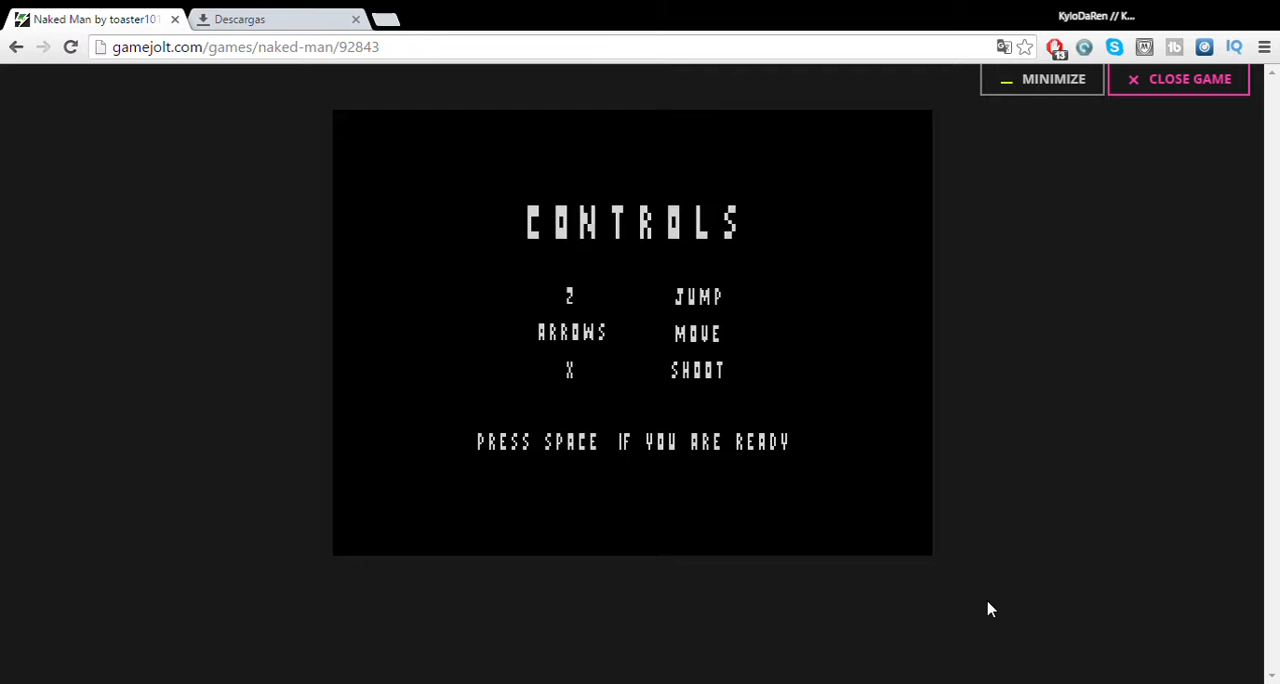 Naked Man by toaster101
Descargas
KyloDaRen // K...
gamejolt.com/games/naked-man/92843
13
MINIMIZE
CLOSE GAME
CONTROLS
Z JUMP
ARROWS MOVE
X SHOOT
PRESS SPACE IF YOU ARE READY